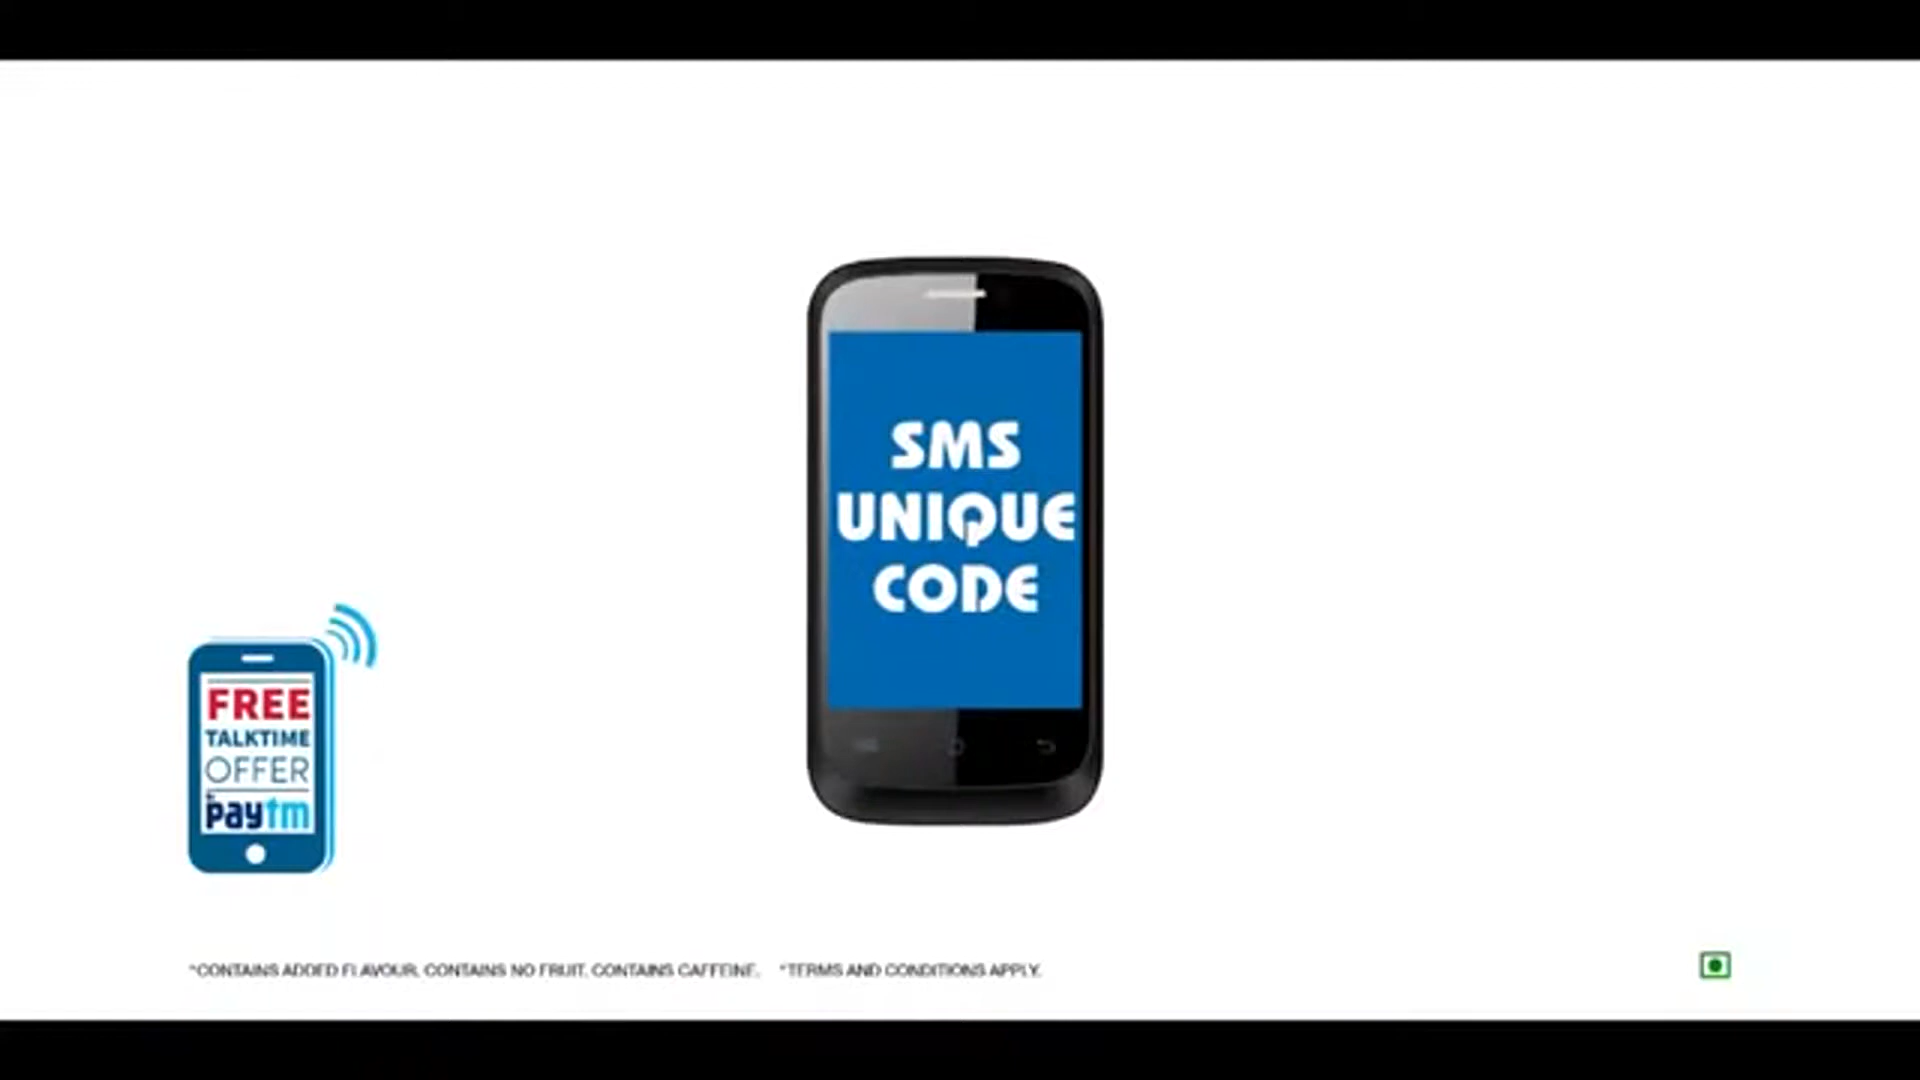 SMS
UNIQUE
CODE
FREE
TALKTIME
OFFER
paytm
*CONTAINS ADDED FLAVOUR. CONTAINS NO FRUIT. CONTAINS CAFFEINE. *TERMS AND CONDITIONS APPLY.